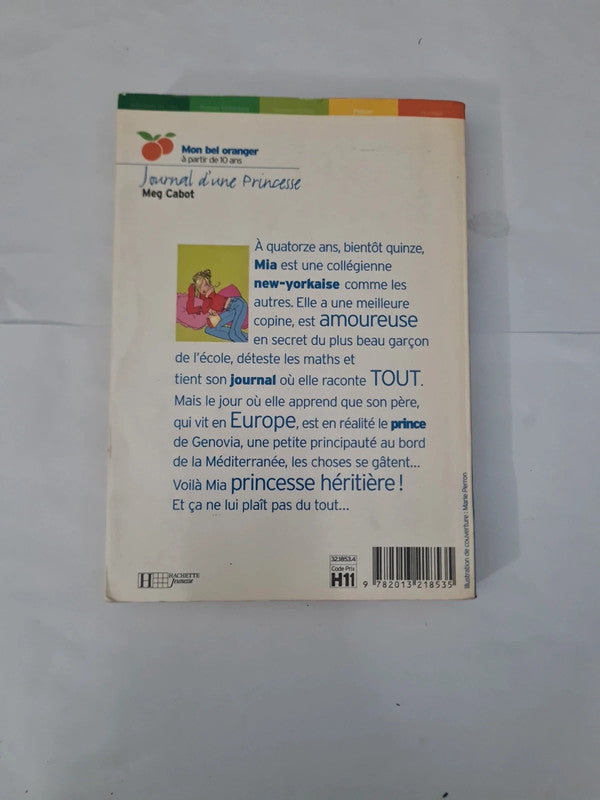 Mon bel oranger
à partir de 10 ans
Journal d'une Princesse
Meg Cabot
À quatorze ans, bientôt quinze,
Mia est une collégienne
new-yorkaise comme les
autres. Elle a une meilleure
copine, est amoureuse
en secret du plus beau garçon
de l'école, déteste les maths et
tient son journal où elle raconte TOUT.
Mais le jour où elle apprend que son père,
qui vit en Europe, est en réalité le prince
de Genovia, une petite principauté au bord
de la Méditerranée, les choses se gâtent...
Voilà Mia princesse héritière !
Et ça ne lui plaît pas du tout...
Illustration de couverture : Marie Perron
HACHETTE
Jeunesse
32.1853.4
Code Prix
H11
9 782013 218535